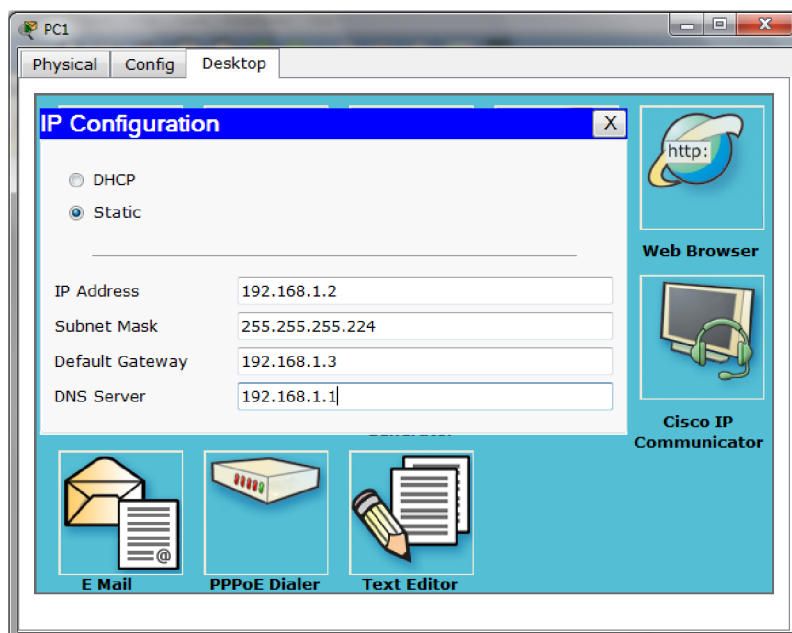 PC1
Physical Config Desktop
IP Configuration X
DHCP
Static
IP Address 192.168.1.2
Subnet Mask 255.255.255.224
Default Gateway 192.168.1.3
DNS Server 192.168.1.1
http:
Web Browser
Cisco IP
Communicator
@
E Mail PPPoE Dialer Text Editor